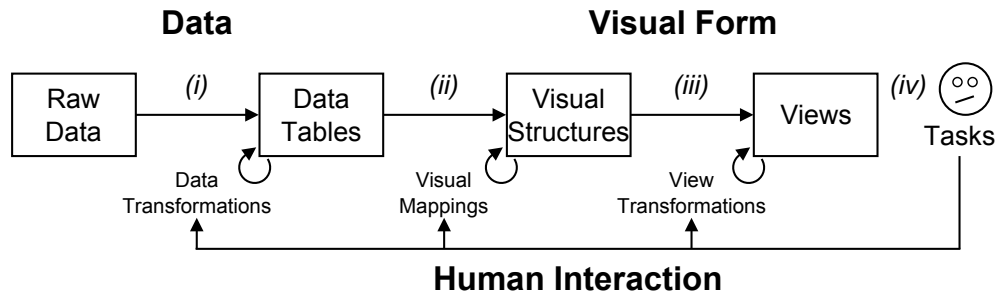 Data
Visual Form
(i)
(ii)
(iii)
(iv)
Raw
Data
Data
Tables
Visual
Structures
Views
Tasks
Data
Transformations
Visual
Mappings
View
Transformations
Human Interaction